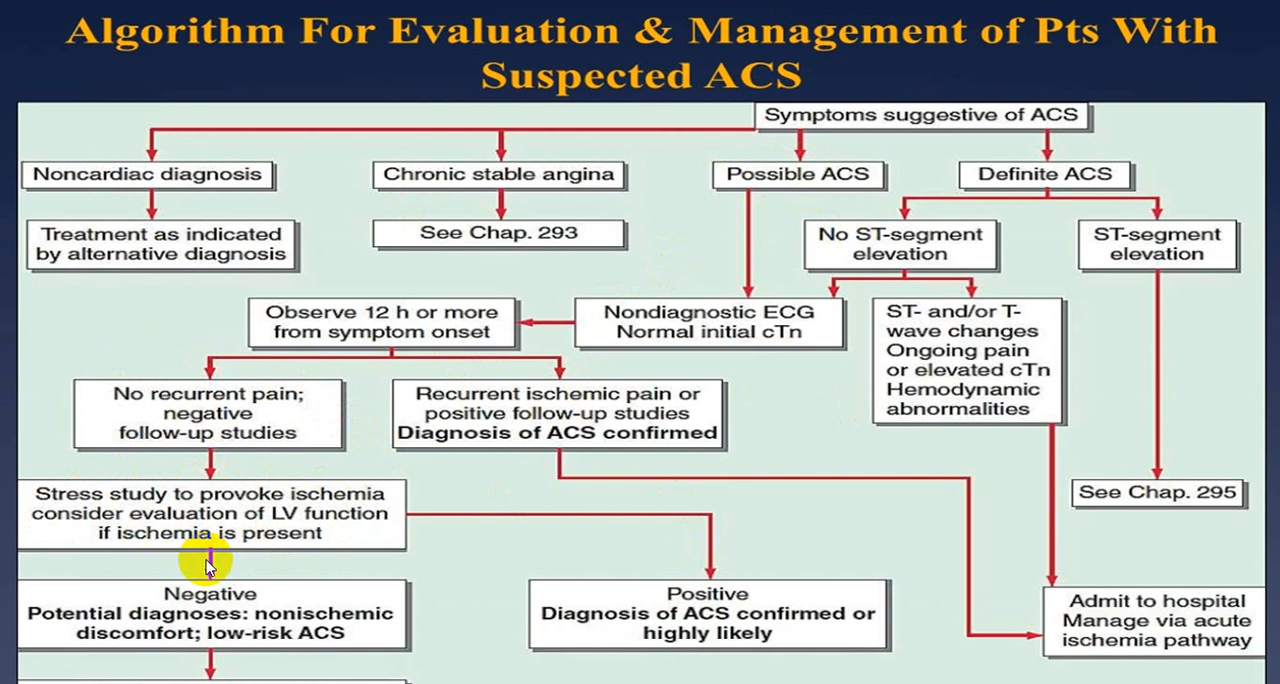 Algorithm For Evaluation & Management of Pts With
Suspected ACS
Symptoms suggestive of ACS
Noncardiac diagnosis
Chronic stable angina
Possible ACS
Definite ACS
Treatment as indicated
by alternative diagnosis
See Chap. 293
No ST-segment
elevation
ST-segment
elevation
Observe 12 h or more
from symptom onset
Nondiagnostic ECG
Normal initial cTn
ST- and/or T-
wave changes
Ongoing pain
or elevated cTn
Hemodynamic
abnormalities
No recurrent pain;
negative
follow-up studies
Recurrent ischemic pain or
positive follow-up studies
Diagnosis of ACS confirmed
See Chap. 295
Stress study to provoke ischemia
consider evaluation of LV function
if ischemia is present
Negative
Potential diagnoses: nonischemic
discomfort; low-risk ACS
Positive
Diagnosis of ACS confirmed or
highly likely
Admit to hospital
Manage via acute
ischemia pathway